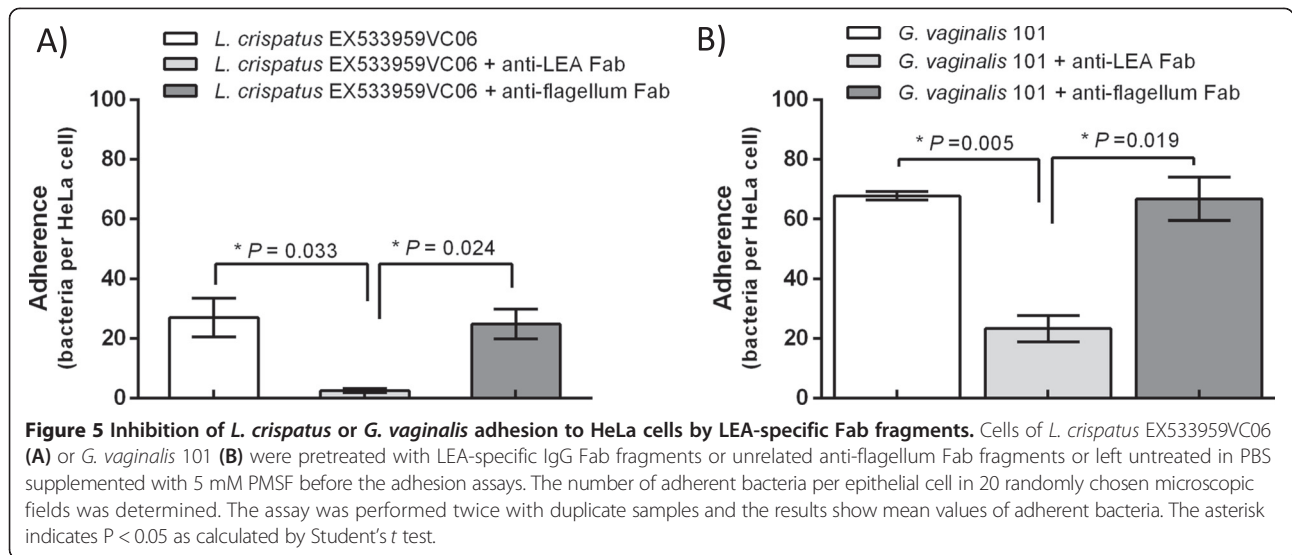 A)
L. crispatus EX533959VC06
L. crispatus EX533959VC06 + anti-LEA Fab
L. crispatus EX533959VC06 + anti-flagellum Fab
Adherence
(bacteria per HeLa cell)
100
80
60
40
20
0
* P = 0.033
* P = 0.024
B)
G. vaginalis 101
G. vaginalis 101 + anti-LEA Fab
G. vaginalis 101 + anti-flagellum Fab
Adherence
(bacteria per HeLa cell)
100
80
60
40
20
0
* P =0.005
* P =0.019
Figure 5 Inhibition of L. crispatus or G. vaginalis adhesion to HeLa cells by LEA-specific Fab fragments. Cells of L. crispatus EX533959VC06
(A) or G. vaginalis 101 (B) were pretreated with LEA-specific IgG Fab fragments or unrelated anti-flagellum Fab fragments or left untreated in PBS
supplemented with 5 mM PMSF before the adhesion assays. The number of adherent bacteria per epithelial cell in 20 randomly chosen microscopic
fields was determined. The assay was performed twice with duplicate samples and the results show mean values of adherent bacteria. The asterisk
indicates P < 0.05 as calculated by Student's t test.